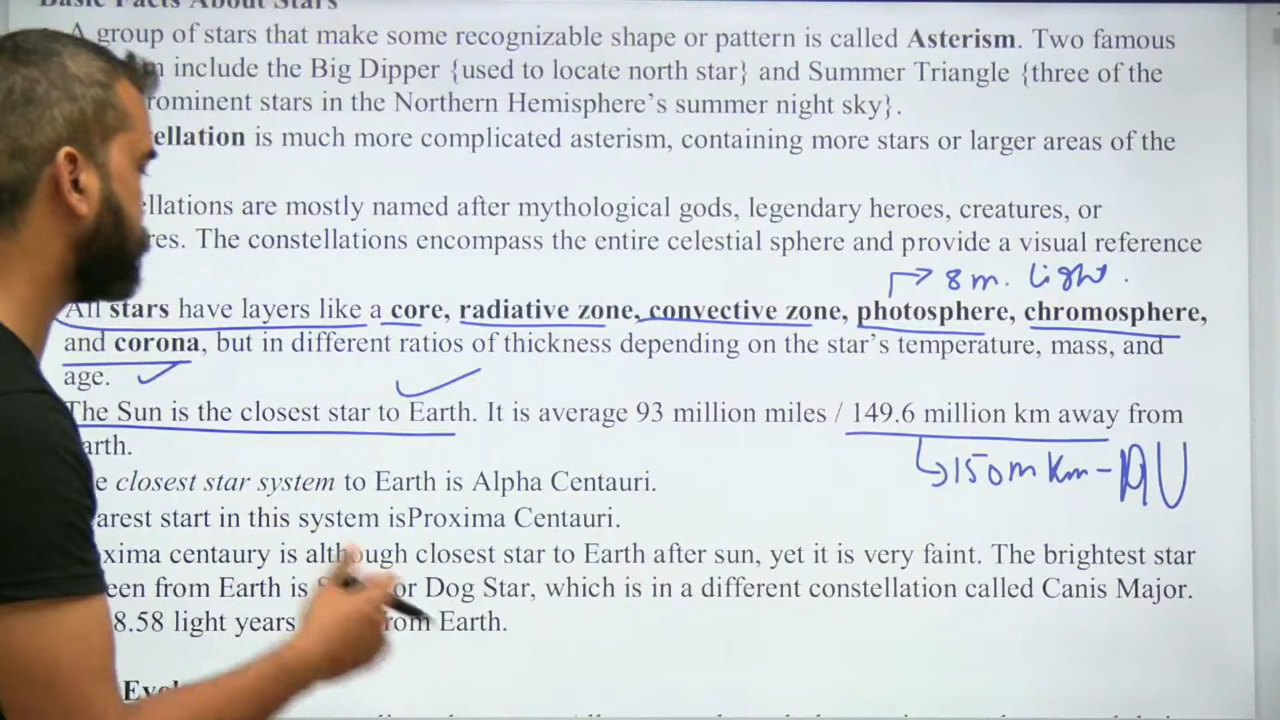 Basic Facts About Stars
A group of stars that make some recognizable shape or pattern is called Asterism. Two famous
include the Big Dipper {used to locate north star} and Summer Triangle {three of the
prominent stars in the Northern Hemisphere's summer night sky}.
is much more complicated asterism, containing more stars or larger areas of the
are mostly named after mythological gods, legendary heroes, creatures, or
The constellations encompass the entire celestial sphere and provide a visual reference
8 m. light.
All stars have layers like a core, radiative zone, convective zone, photosphere, chromosphere,
and corona, but in different ratios of thickness depending on the star's temperature, mass, and
age.
The Sun is the closest star to Earth. It is average 93 million miles / 149.6 million km away from
arth.
150 m km - AU
closest star system to Earth is Alpha Centauri.
arest start in this system isProxima Centauri.
xima centaury is although closest star to Earth after sun, yet it is very faint. The brightest star
een from Earth is or Dog Star, which is in a different constellation called Canis Major.
8.58 light years from Earth.